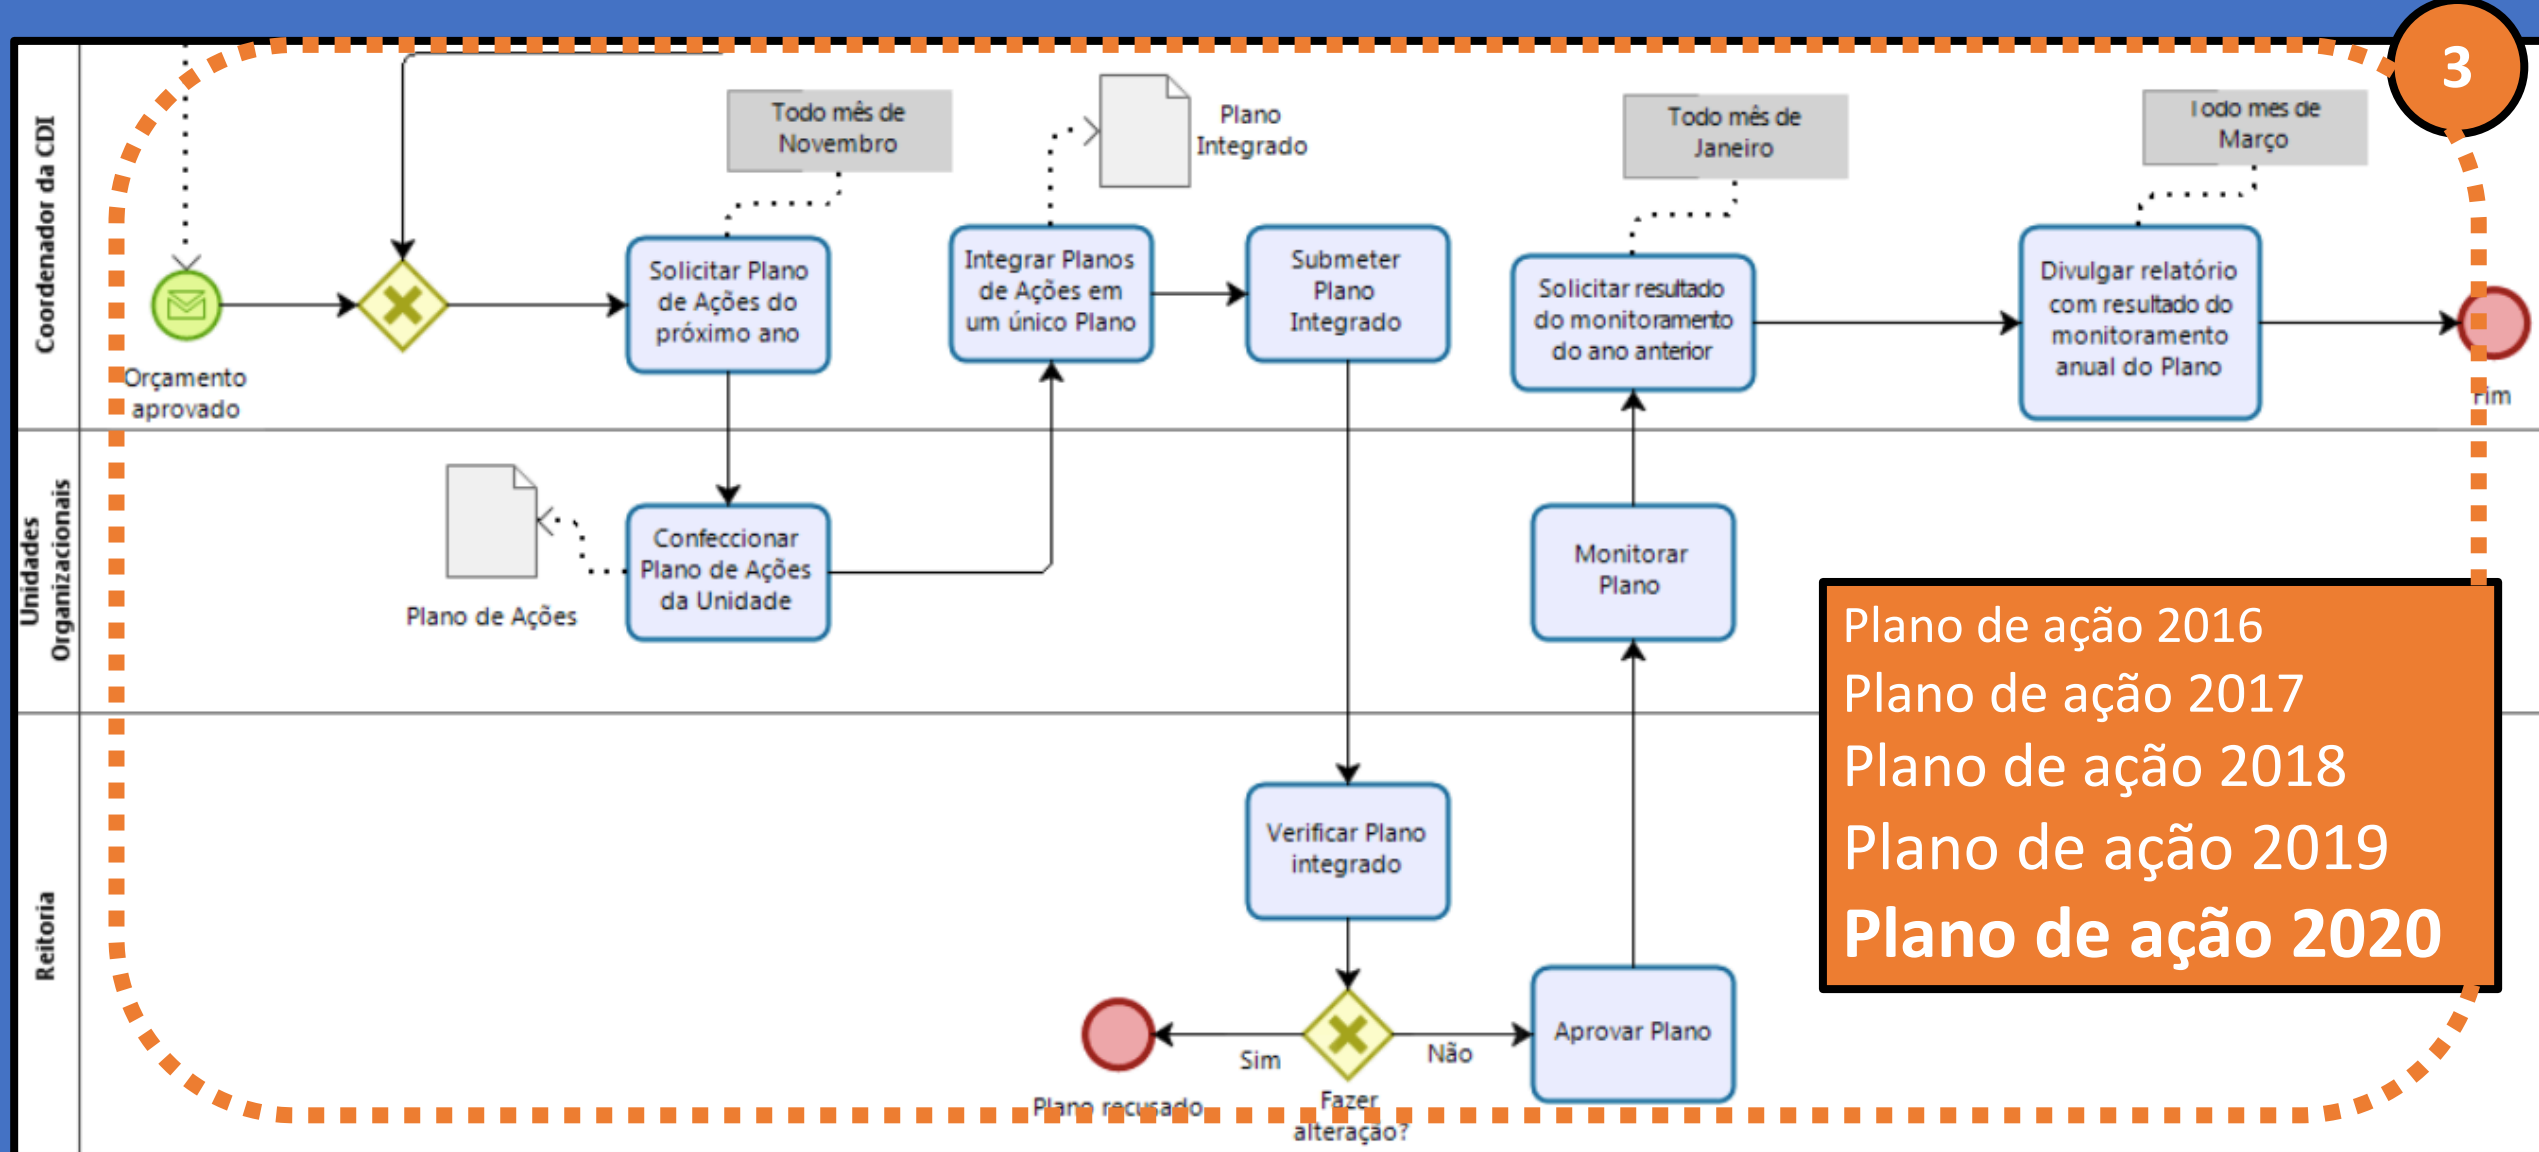 3
Coordenador da CDI
Todo mês de
Novembro
Plano
Integrado
Todo mês de
Janeiro
Todo mês de
Março
Orçamento
aprovado
Solicitar Plano
de Ações do
próximo ano
Integrar Planos
de Ações em
um único Plano
Submeter
Plano
Integrado
Solicitar resultado
do monitoramento
do ano anterior
Divulgar relatório
com resultado do
monitoramento
anual do Plano
Fim
Unidades
Organizacionais
Plano de Ações
Confeccionar
Plano de Ações
da Unidade
Monitorar
Plano
Plano de ação 2016
Plano de ação 2017
Plano de ação 2018
Plano de ação 2019
Plano de ação 2020
Reitoria
Verificar Plano
integrado
Plano recusado
Sim
Fazer
alteração?
Não
Aprovar Plano